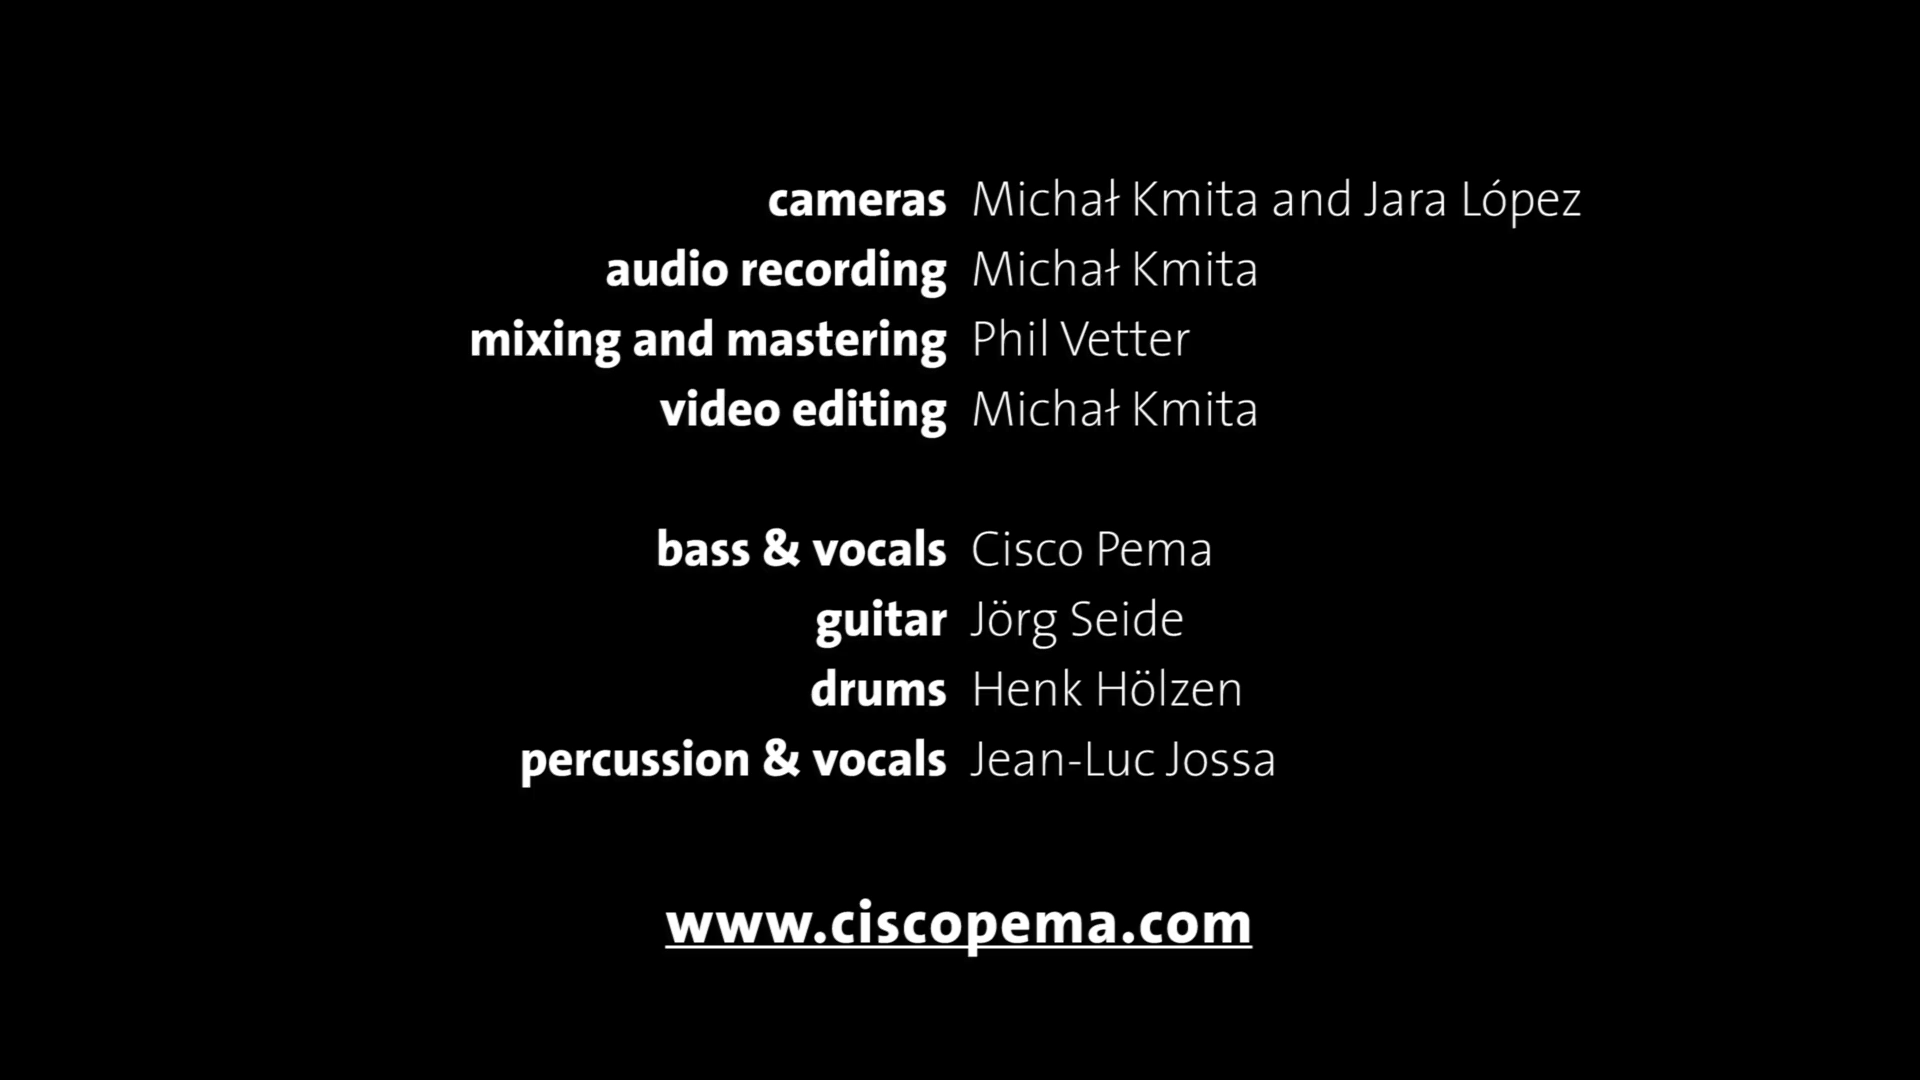 cameras Michał Kmita and Jara López
audio recording Michał Kmita
mixing and mastering Phil Vetter
video editing Michał Kmita
bass & vocals Cisco Pema
guitar Jörg Seide
drums Henk Hölzen
percussion & vocals Jean-Luc Jossa
www.ciscopema.com